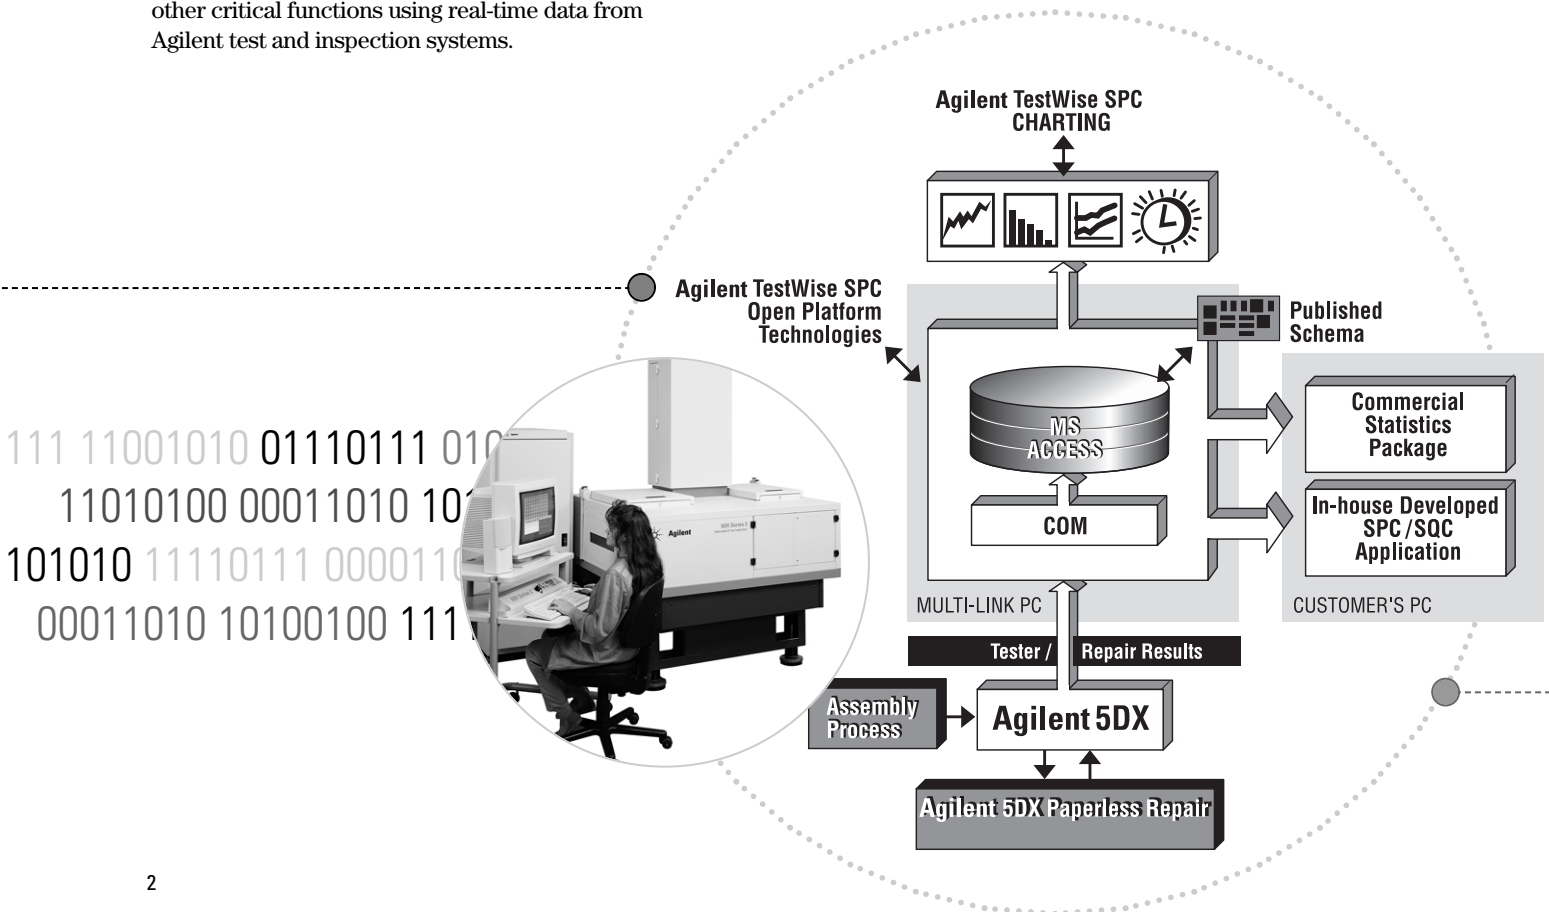 other critical functions using real-time data from
Agilent test and inspection systems.
Agilent TestWise SPC
CHARTING
Agilent TestWise SPC
Open Platform
Technologies
Published
Schema
MS
ACCESS
COM
Commercial
Statistics
Package
In-house Developed
SPC/SQC
Application
MULTI-LINK PC
CUSTOMER'S PC
Tester / Repair Results
Assembly
Process
Agilent 5DX
Agilent 5DX Paperless Repair
111 11001010 01110111 010
11010100 00011010 10
101010 11110111 0000110
00011010 10100100 111
Agilent
2